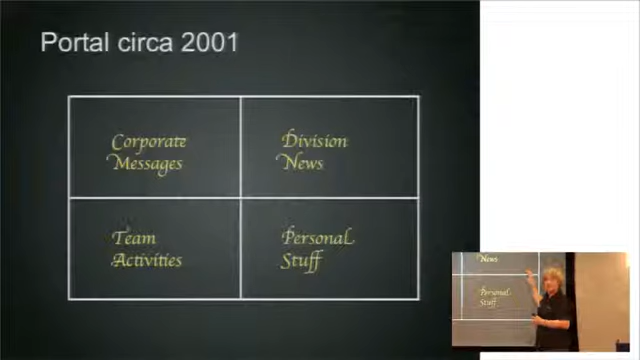 Portal circa 2001
Corporate
Messages
Division
News
Team
Activities
Personal
Stuff
News
Personal
Stuff